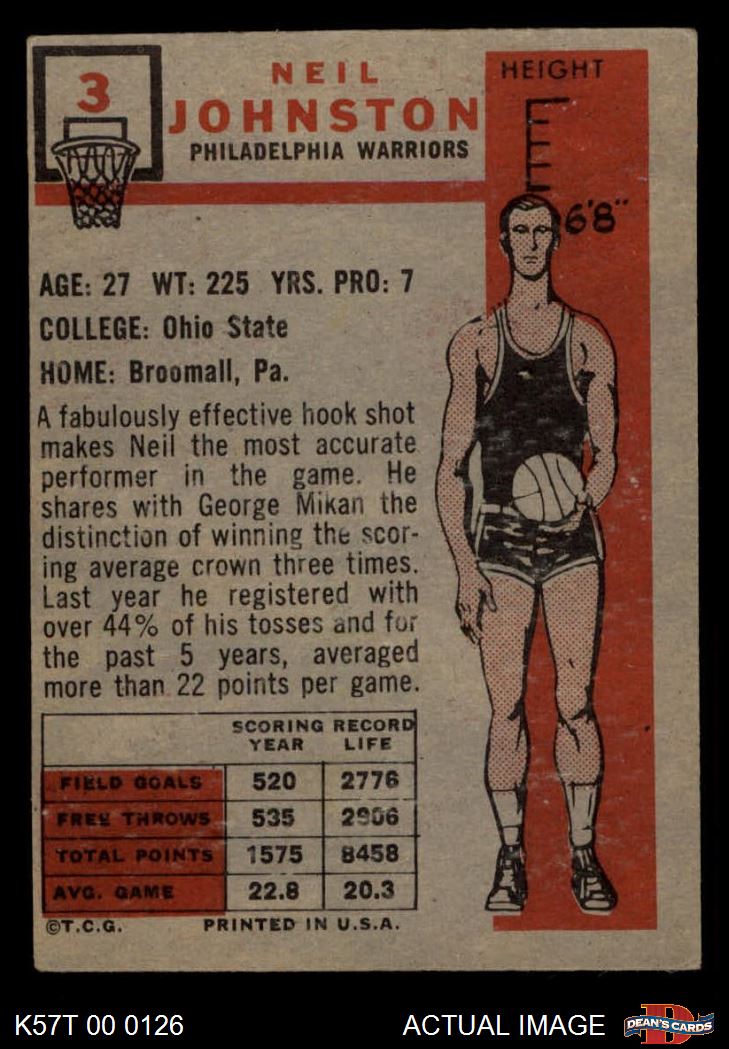 3
NEIL
JOHNSTON
PHILADELPHIA WARRIORS
HEIGHT
6'8"
AGE: 27 WT: 225 YRS. PRO: 7
COLLEGE: Ohio State
HOME: Broomall, Pa.
A fabulously effective hook shot
makes Neil the most accurate
performer in the game. He
shares with George Mikan the
distinction of winning the scor-
ing average crown three times.
Last year he registered with
over 44% of his tosses and for
the past 5 years, averaged
more than 22 points per game.
SCORING RECORD
YEAR LIFE
FIELD GOALS 520 2776
FREE THROWS 535 2906
TOTAL POINTS 1575 8458
AVG. GAME 22.8 20.3
©T.C.G. PRINTED IN U.S.A.
K57T 00 0126 ACTUAL IMAGE DEAN'S CARDS